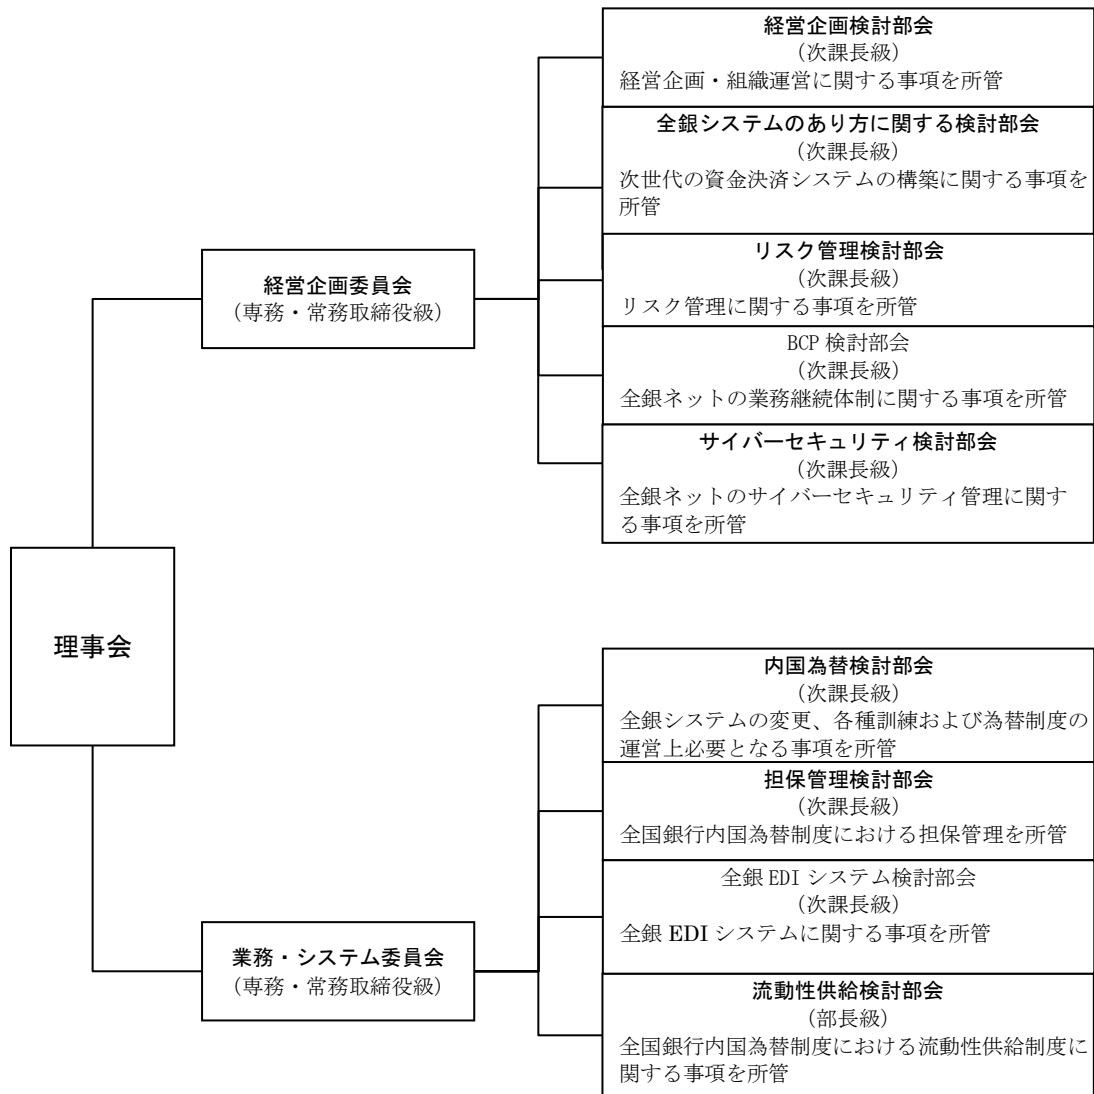 経営企画検討部会
（次課長級）
経営企画・組織運営に関する事項を所管
全銀システムのあり方に関する検討部会
（次課長級）
次世代の資金決済システムの構築に関する事項を
所管
リスク管理検討部会
（次課長級）
リスク管理に関する事項を所管
BCP 検討部会
（次課長級）
全銀ネットの業務継続体制に関する事項を所管
サイバーセキュリティ検討部会
（次課長級）
全銀ネットのサイバーセキュリティ管理に関す
る事項を所管
経営企画委員会
（専務・常務取締役級）
理事会
業務・システム委員会
（専務・常務取締役級）
内国為替検討部会
（次課長級）
全銀システムの変更、各種訓練および為替制度の
運営上必要となる事項を所管
担保管理検討部会
（次課長級）
全国銀行内国為替制度における担保管理を所管
全銀 EDI システム検討部会
（次課長級）
全銀 EDI システムに関する事項を所管
流動性供給検討部会
（部長級）
全国銀行内国為替制度における流動性供給制度に
関する事項を所管